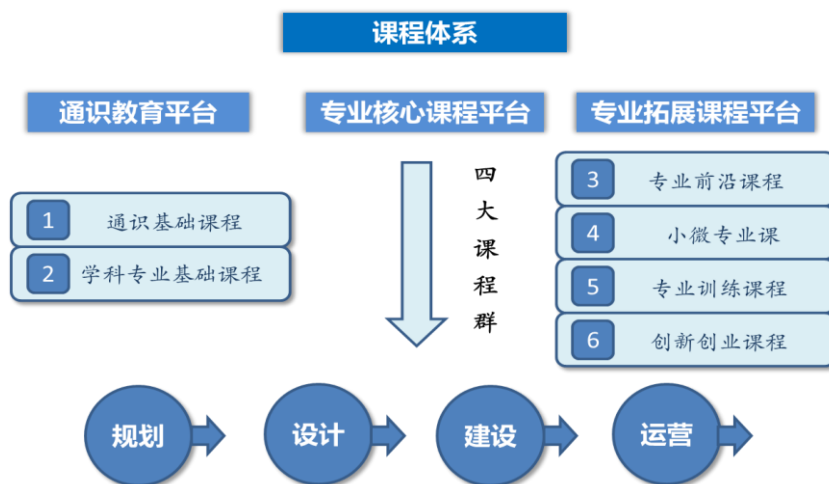 课程体系
通识教育平台
专业核心课程平台
专业拓展课程平台
1 通识基础课程
2 学科专业基础课程
四大课程群
3 专业前沿课程
4 小微专业课
5 专业训练课程
6 创新创业课程
规划
设计
建设
运营